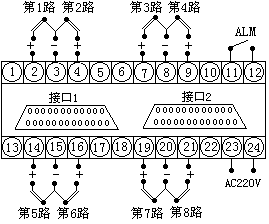 第1路 第2路 第3路 第4路
ALM
+ - + + - +
1 2 3 4 5 6 7 8 9 10 11 12
接口1 接口2
13 14 15 16 17 18 19 20 21 22 23 24
+ - + + - +
AC220V
第5路 第6路 第7路 第8路